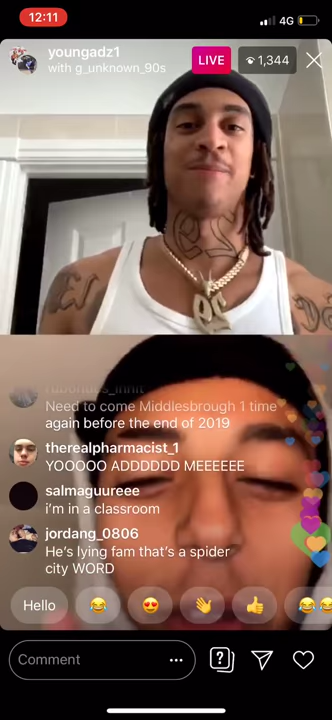 12:11
4G
youngadz1
with g_unknown_90s
LIVE
1,344
Need to come Middlesbrough 1 time
again before the end of 2019
therealpharmacist_1
YOOOOO ADDDDDD MEEEEEE
salmaguureee
i'm in a classroom
jordang_0806
He's lying fam that's a spider
city WORD
Hello
Comment